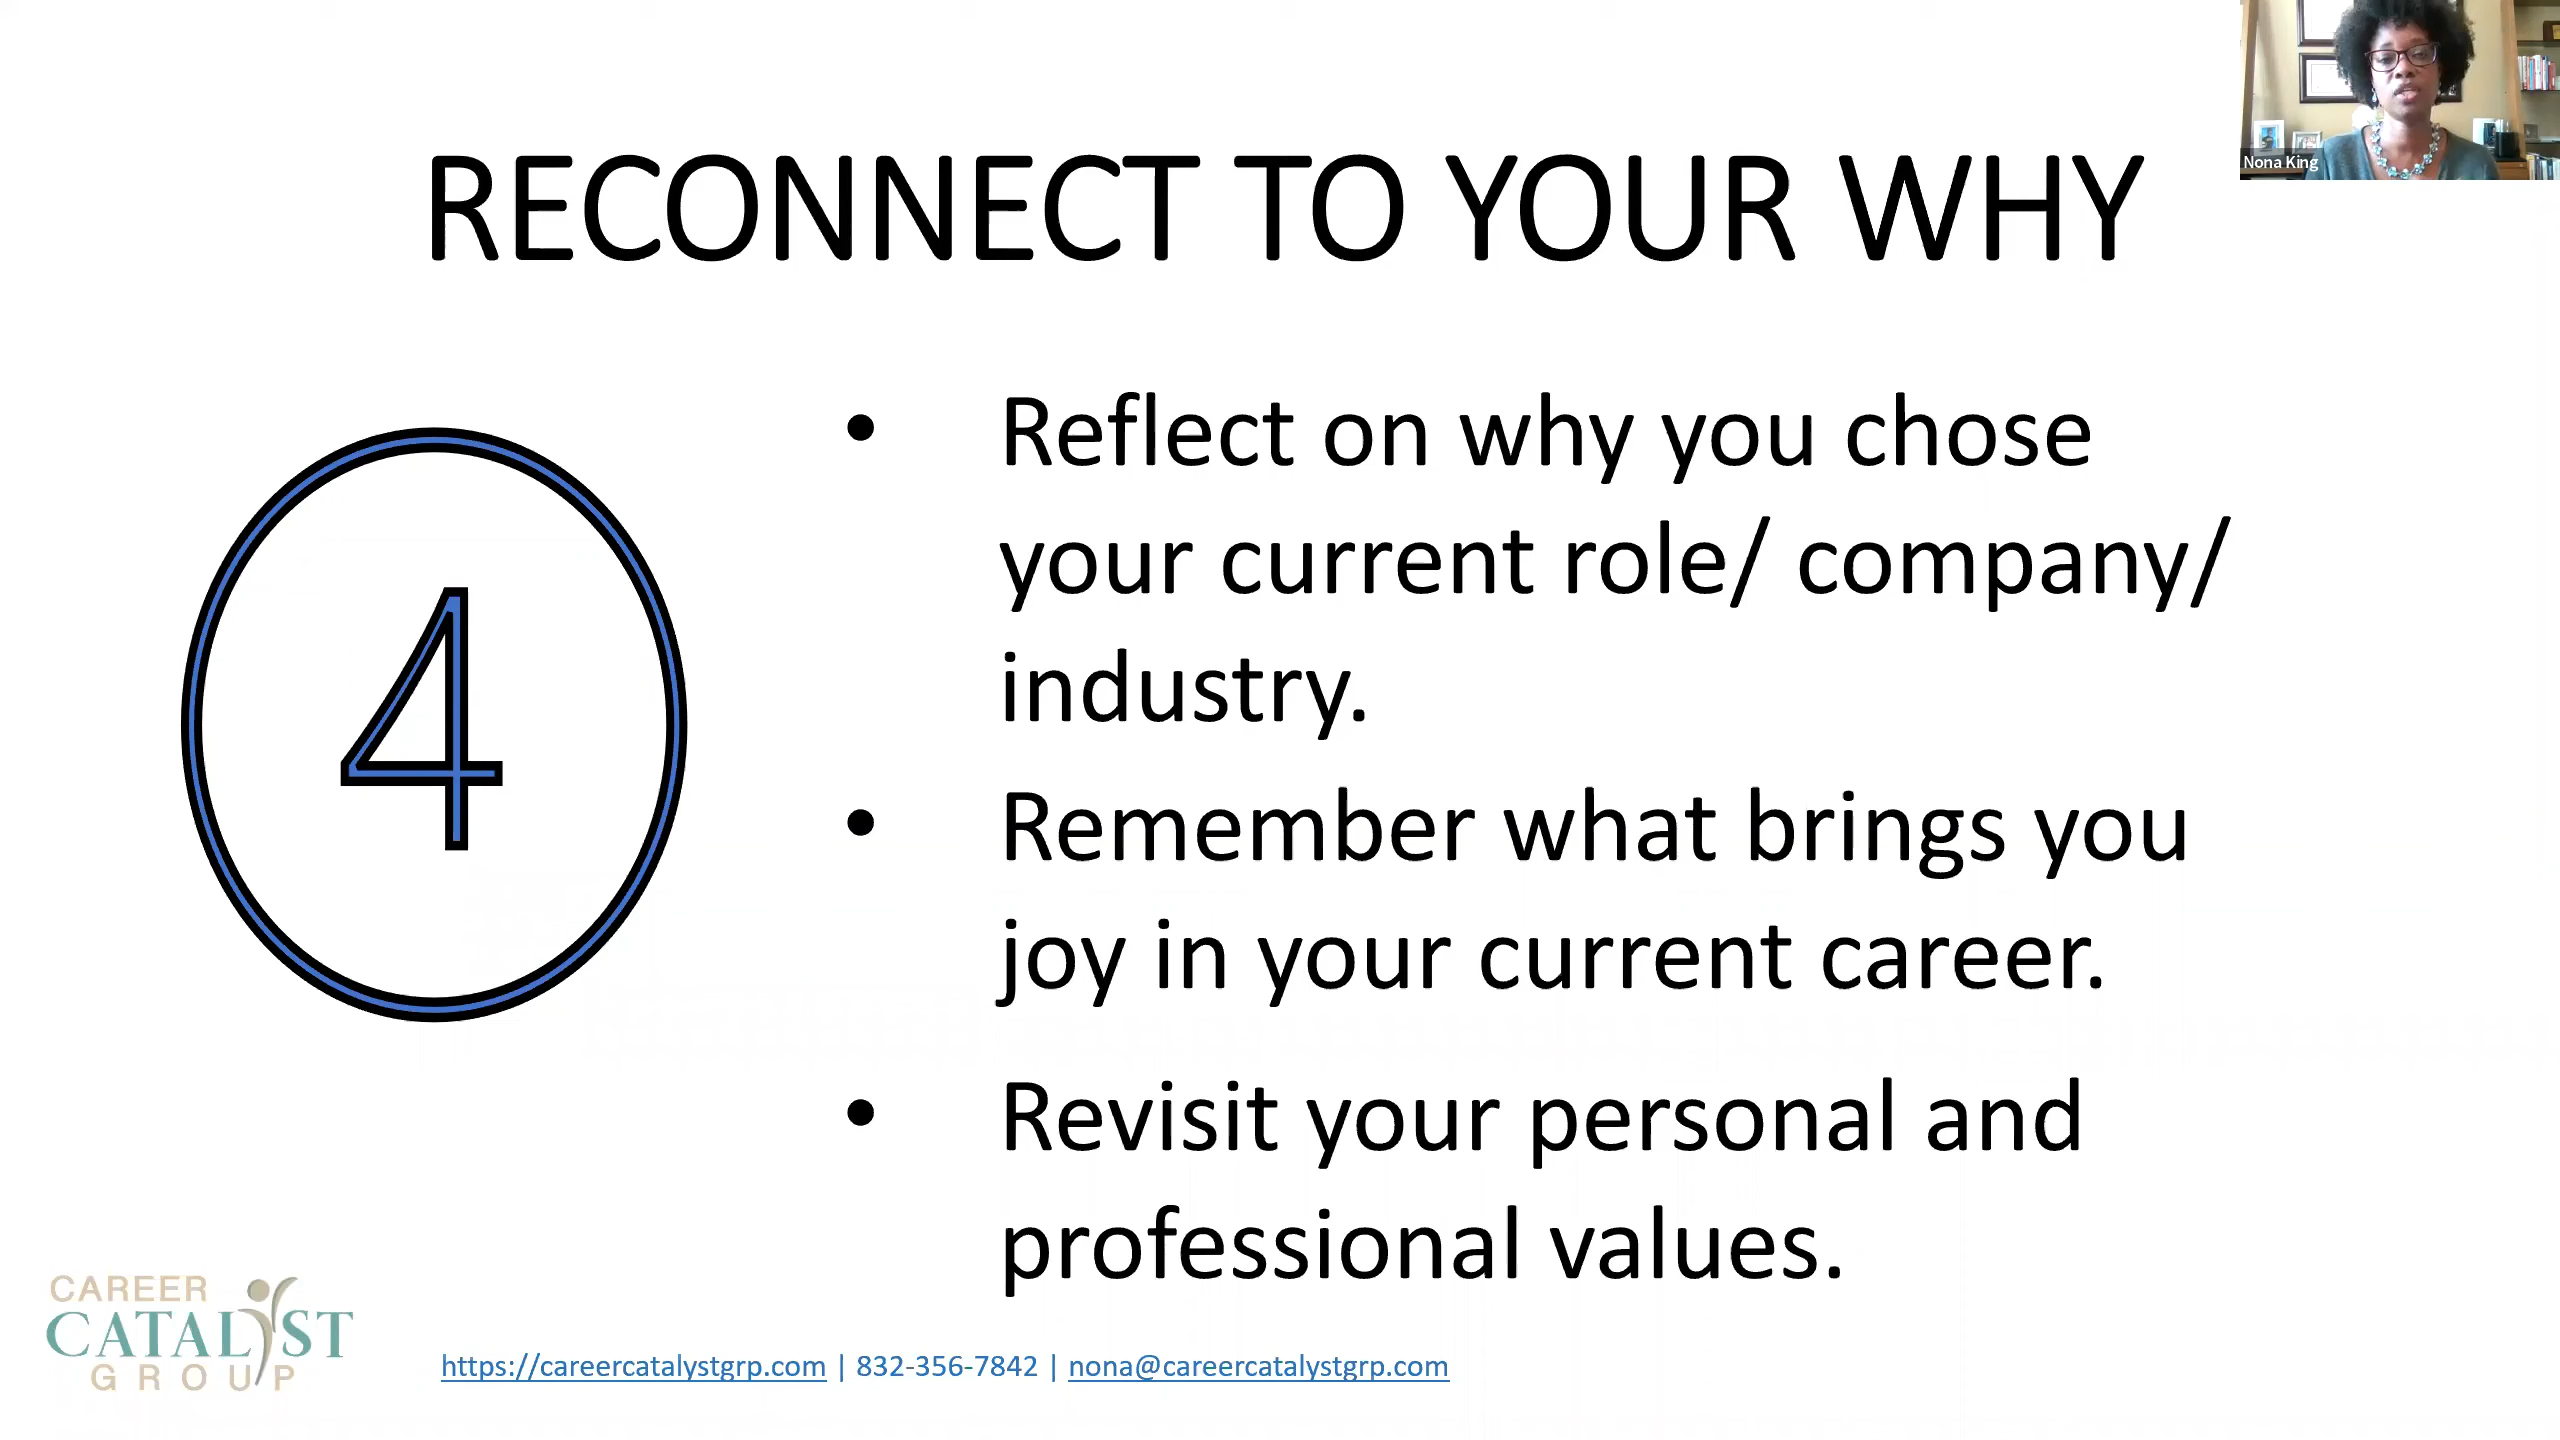 Nona King
RECONNECT TO YOUR WHY
4
• Reflect on why you chose
your current role/ company/
industry.
• Remember what brings you
joy in your current career.
• Revisit your personal and
professional values.
CAREER
CATALYST
GROUP
https://careercatalystgrp.com | 832-356-7842 | nona@careercatalystgrp.com